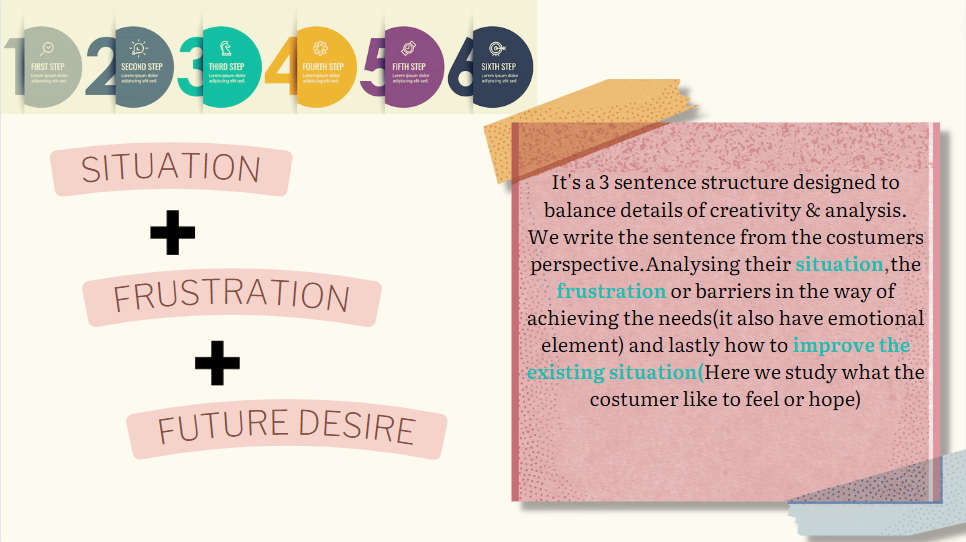 1 2 3 4 5 6
FIRST STEP
Lorem ipsum dolor
adipiscing elit sed
SECOND STEP
Lorem ipsum dolor
adipiscing elit sed
THIRD STEP
Lorem ipsum dolor
adipiscing elit sed
FOURTH STEP
Lorem ipsum dolor
adipiscing elit sed
FIFTH STEP
Lorem ipsum dolor
adipiscing elit sed
SIXTH STEP
Lorem ipsum dolor
adipiscing elit sed
SITUATION
+
FRUSTRATION
+
FUTURE DESIRE
It's a 3 sentence structure designed to
balance details of creativity & analysis.
We write the sentence from the costumers
perspective.Analysing their situation,the
frustration or barriers in the way of
achieving the needs(it also have emotional
element) and lastly how to improve the
existing situation(Here we study what the
costumer like to feel or hope)